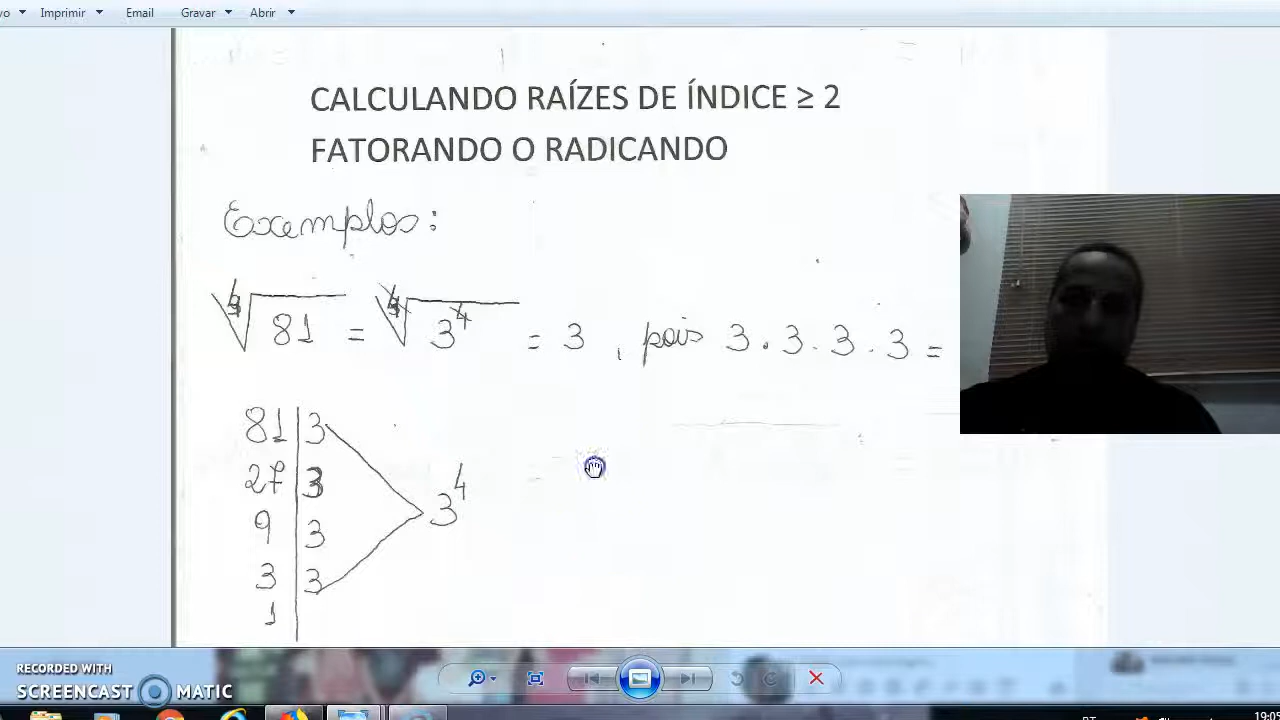 Imprimir Email Gravar Abrir
CALCULANDO RAÍZES DE ÍNDICE ≥ 2
FATORANDO O RADICANDO
Exemplos:
⁴√81 = ⁴√3⁴ = 3, pois 3.3.3.3 =
81 | 3
27 | 3
9 | 3
3 | 3
1
3⁴
RECORDED WITH
SCREENCAST MATIC
PT